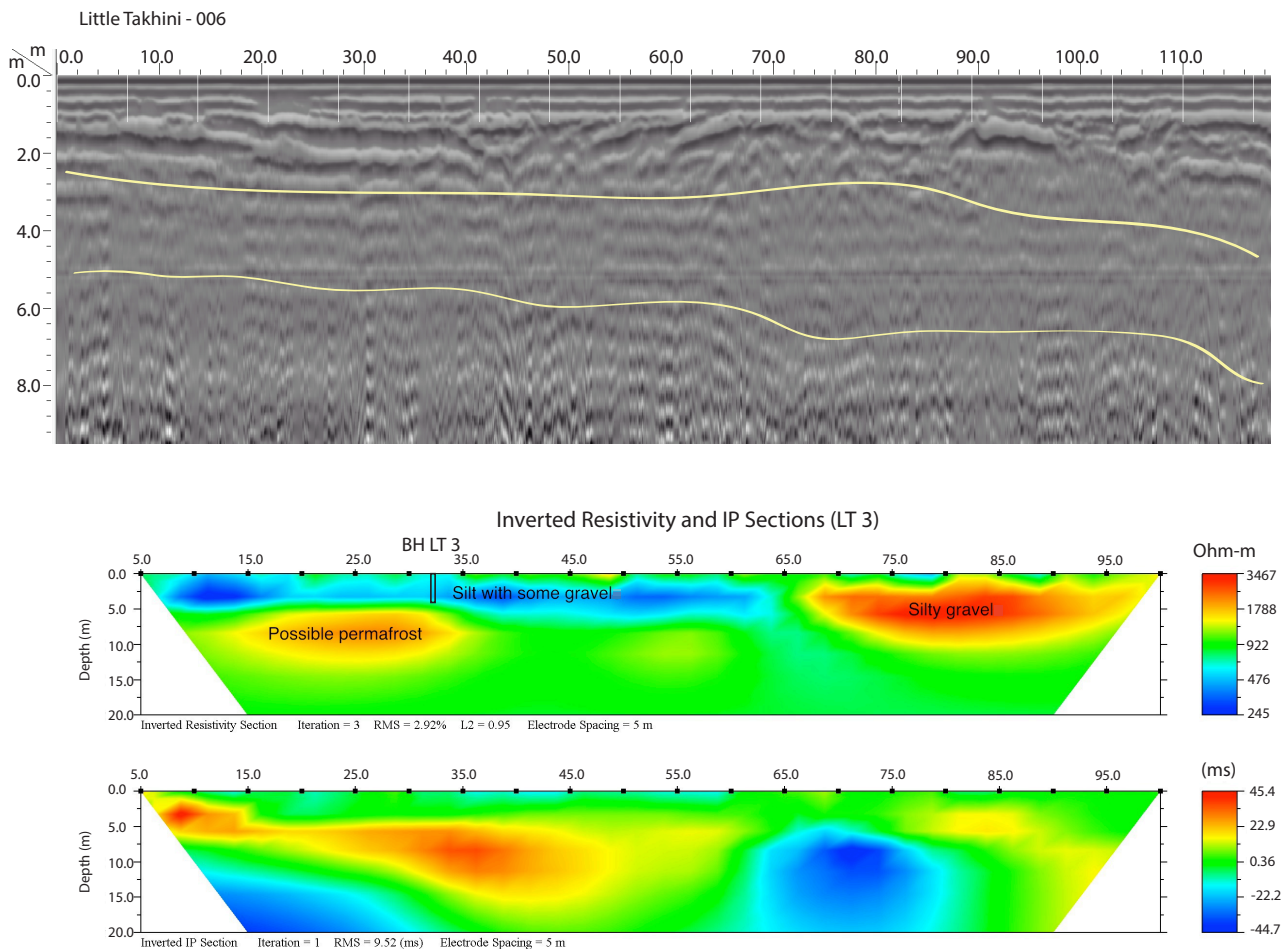 Little Takhini - 006
m
m
0.0 10.0 20.0 30.0 40.0 50.0 60.0 70.0 80.0 90.0 100.0 110.0
0.0
2.0
4.0
6.0
8.0
Inverted Resistivity and IP Sections (LT 3)
BH LT 3
5.0 15.0 25.0 35.0 45.0 55.0 65.0 75.0 85.0 95.0
Ohm-m
0.0
5.0
10.0
15.0
20.0
Depth (m)
Silt with some gravel
Silty gravel
Possible permafrost
3467
1788
922
476
245
Inverted Resistivity Section Iteration = 3 RMS = 2.92% L2 = 0.95 Electrode Spacing = 5 m
5.0 15.0 25.0 35.0 45.0 55.0 65.0 75.0 85.0 95.0
(ms)
0.0
5.0
10.0
15.0
20.0
Depth (m)
45.4
22.9
0.36
-22.2
-44.7
Inverted IP Section Iteration = 1 RMS = 9.52 (ms) Electrode Spacing = 5 m